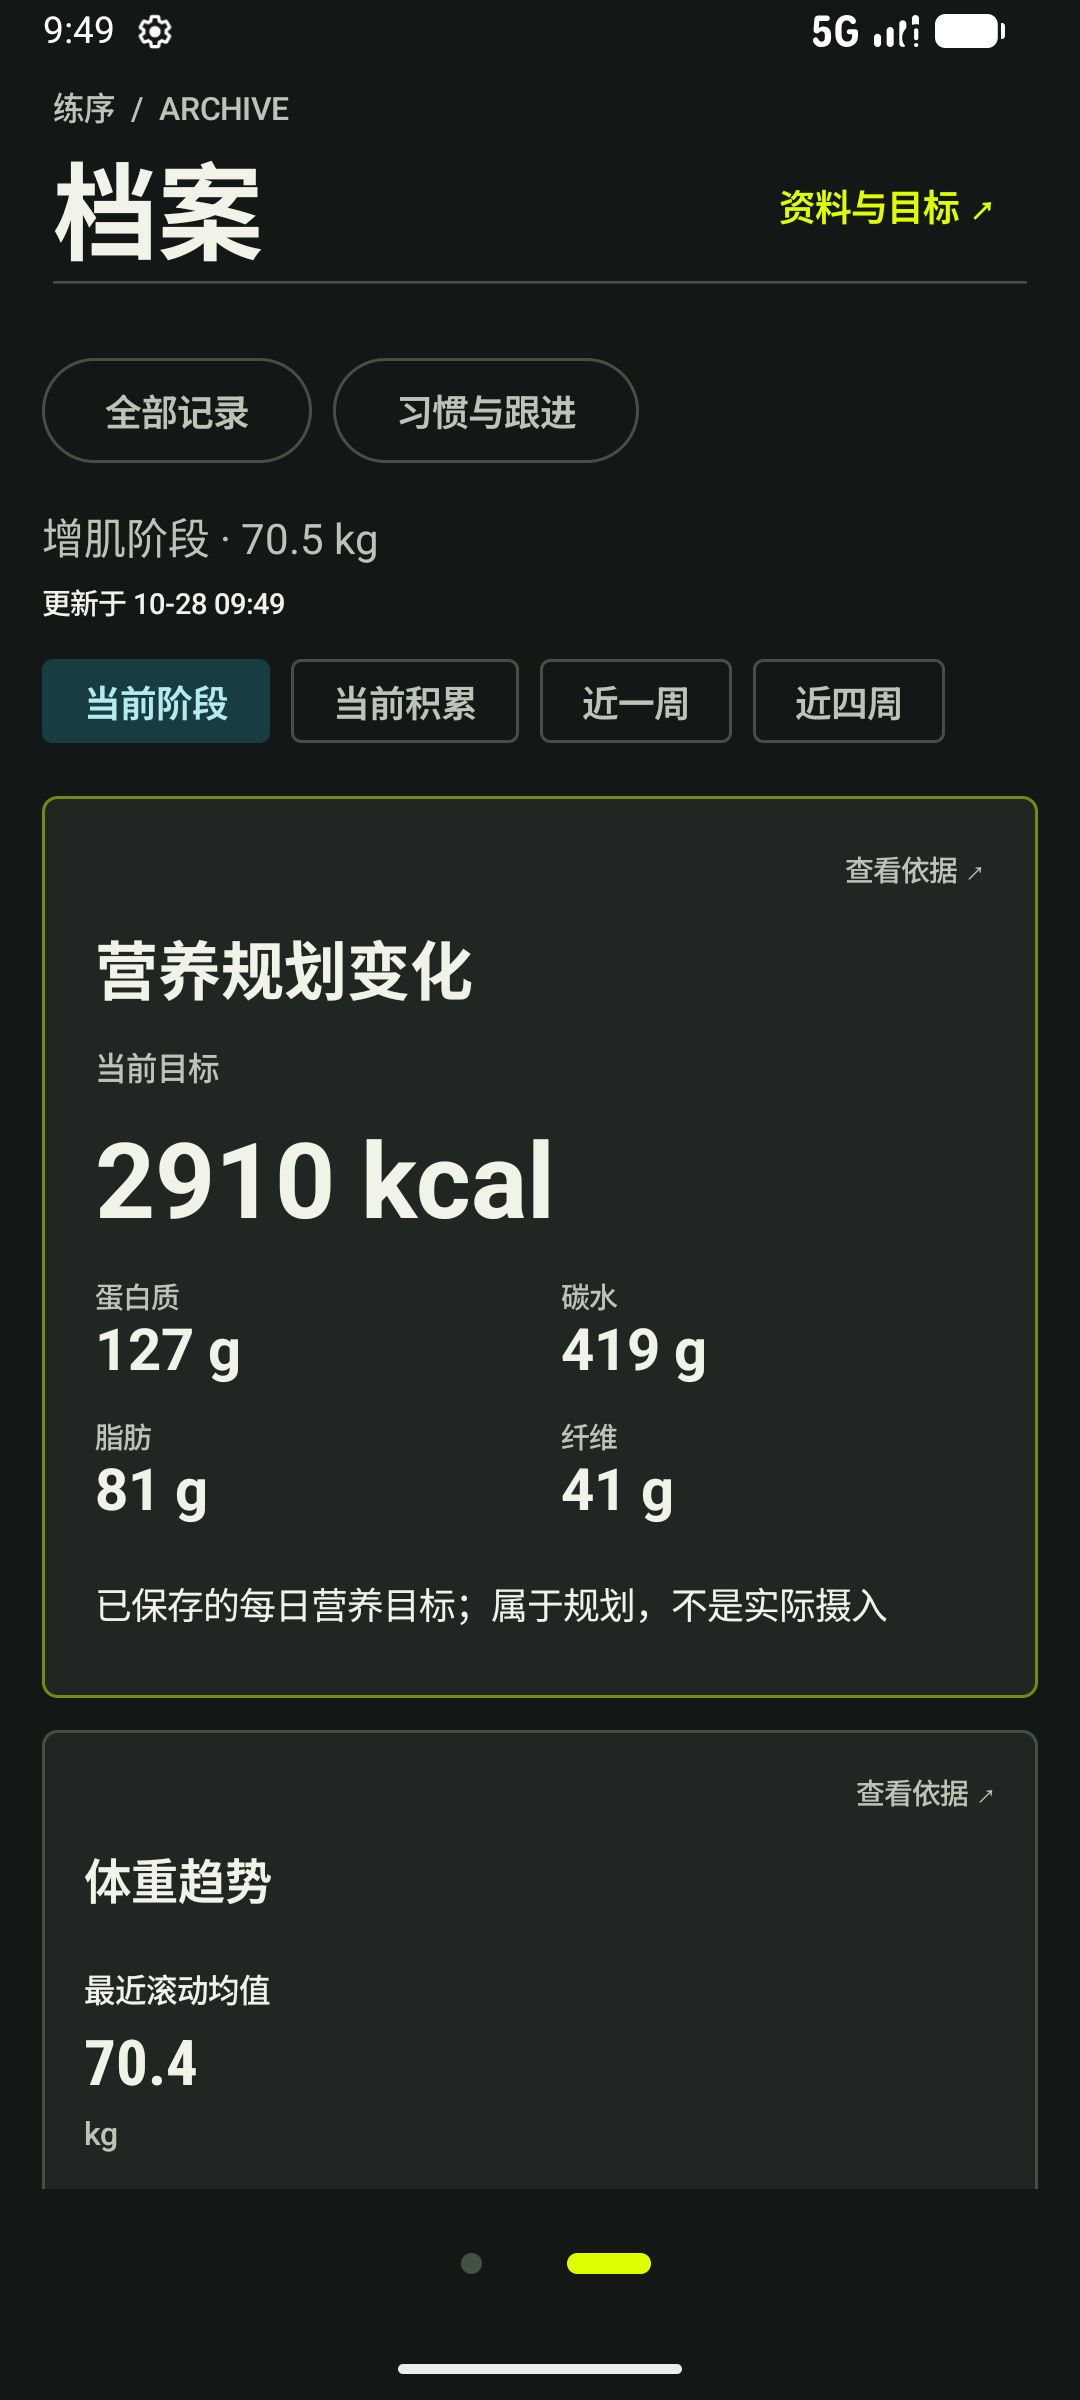 9:49
5G
练序 / ARCHIVE
档案
资料与目标 ↗
全部记录
习惯与跟进
增肌阶段 · 70.5 kg
更新于 10-28 09:49
当前阶段
当前积累
近一周
近四周
查看依据 ↗
营养规划变化
当前目标
2910 kcal
蛋白质
碳水
127 g
419 g
脂肪
纤维
81 g
41 g
已保存的每日营养目标；属于规划，不是实际摄入
查看依据 ↗
体重趋势
最近滚动均值
70.4
kg